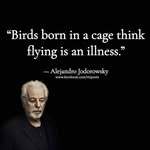 “Birds born in a cage think
flying is an illness.”
— Alejandro Jodorowsky